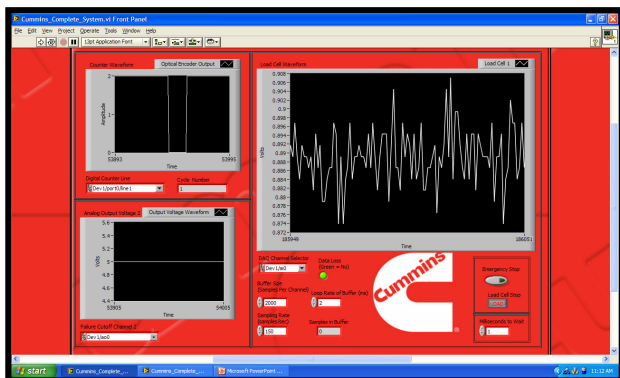 Cummins_Complete_System.vi Front Panel
File Edit View Project Operate Tools Window Help
13pt Application Font
Counter Waveform Optical Encoder Output
2
1
0
Amplitude
53893 53995
Time
Digital Counter Line Cycle Number
Dev1/port0/line1 1
Analog Output Voltage 2 Output Voltage Waveform
5.6
5.4
5.2
5
4.8
4.6
4.4
Volts
53905 54005
Time
Failure Cutoff Channel 2
Dev1/ao0
Load Cell Waveform Load Cell 1
0.908
0.904
0.902
0.9
0.898
0.896
0.894
0.892
0.89
0.888
0.886
0.884
0.882
0.88
0.878
0.876
0.874
0.872
Volts
185949 186051
Time
DAQ Channel Selector Data Loss
(Green = No)
Dev1/ai0
Buffer Size
(Samples Per Channel) Loop Rate of Buffer (ms)
2000 2
Sampling Rate
(Samples/sec) Samples in Buffer
150 0
Cummins
Emergency Stop
Load Cell Stop
Milliseconds to Wait
1
start Cummins_Complete_... Cummins_Complete_... Microsoft PowerPoint ...
11:12 AM